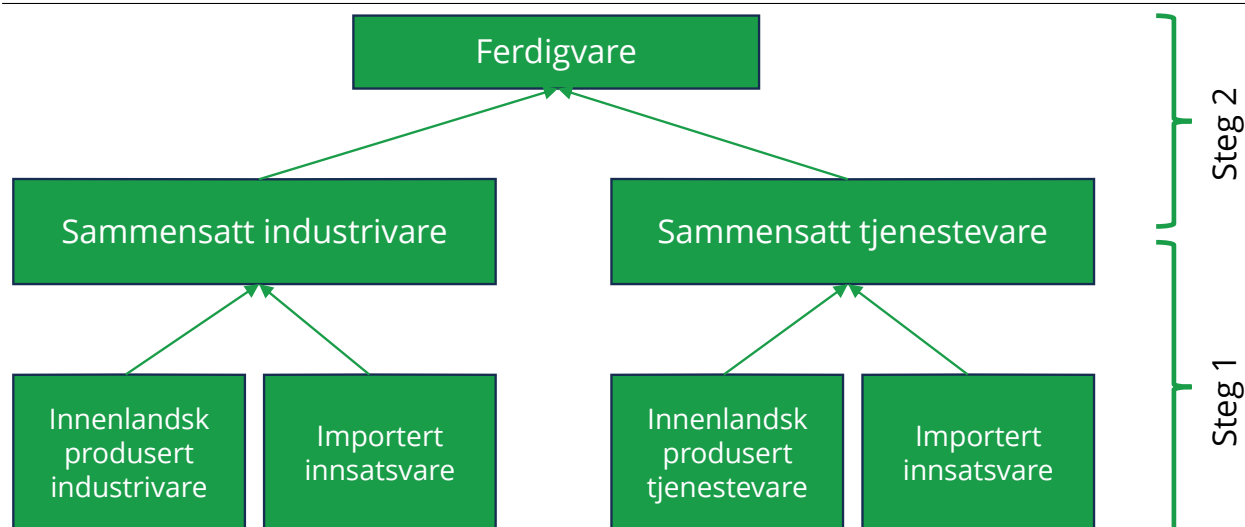 Ferdigvare
Steg 2
Sammensatt industrivare
Sammensatt tjenestevare
Innenlandsk
produsert
industrivare
Importert
innsatsvare
Innenlandsk
produsert
tjenestevare
Importert
innsatsvare
Steg 1